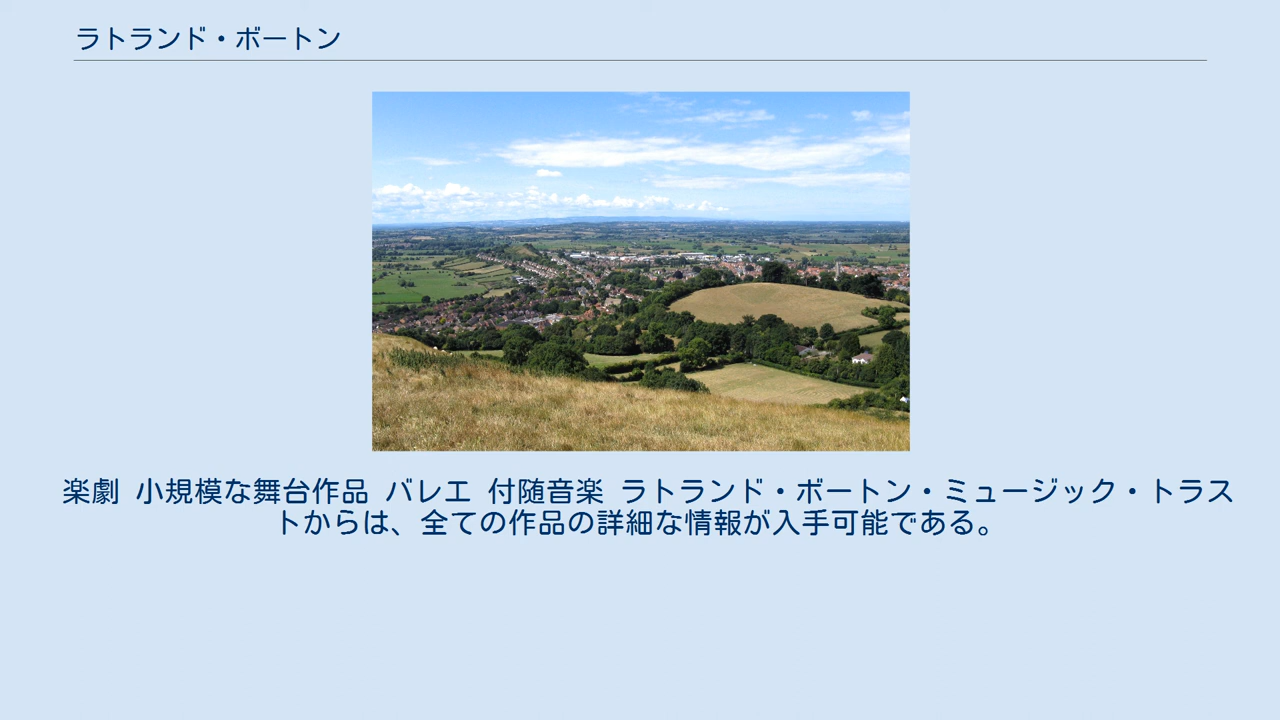 ラトランド・ボートン
楽劇 小規模な舞台作品 バレエ 付随音楽 ラトランド・ボートン・ミュージック・トラス
トからは、全ての作品の詳細な情報が入手可能である。